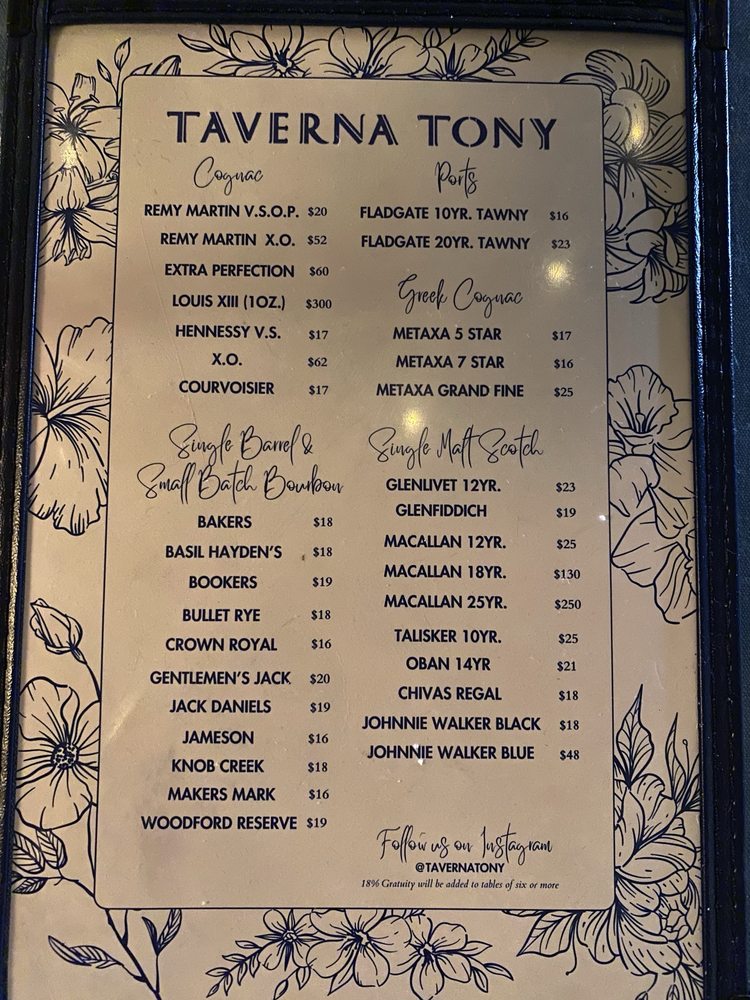 TAVERNA TONY
Cognac
REMY MARTIN V.S.O.P. $20
REMY MARTIN X.O. $52
EXTRA PERFECTION $60
LOUIS XIII (1OZ.) $300
HENNESSY V.S. $17
X.O. $62
COURVOISIER $17
Single Barrel &
Small Batch Bourbon
BAKERS $18
BASIL HAYDEN'S $18
BOOKERS $19
BULLET RYE $18
CROWN ROYAL $16
GENTLEMEN'S JACK $20
JACK DANIELS $19
JAMESON $16
KNOB CREEK $18
MAKERS MARK $16
WOODFORD RESERVE $19
Ports
FLADGATE 10YR. TAWNY $16
FLADGATE 20YR. TAWNY $23
Greek Cognac
METAXA 5 STAR $17
METAXA 7 STAR $16
METAXA GRAND FINE $25
Single Malt Scotch
GLENLIVET 12YR. $23
GLENFIDDICH $19
MACALLAN 12YR. $25
MACALLAN 18YR. $130
MACALLAN 25YR. $250
TALISKER 10YR. $25
OBAN 14YR $21
CHIVAS REGAL $18
JOHNNIE WALKER BLACK $18
JOHNNIE WALKER BLUE $48
Follow us on Instagram
@TAVERNATONY
18% Gratuity will be added to tables of six or more